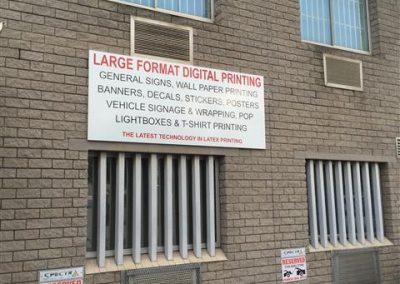 LARGE FORMAT DIGITAL PRINTING
GENERAL SIGNS, WALL PAPER PRINTING
BANNERS, DECALS, STICKERS, POSTERS
VEHICLE SIGNAGE & WRAPPING, POP
LIGHTBOXES & T-SHIRT PRINTING
THE LATEST TECHNOLOGY IN LATEX PRINTING
RESERVED